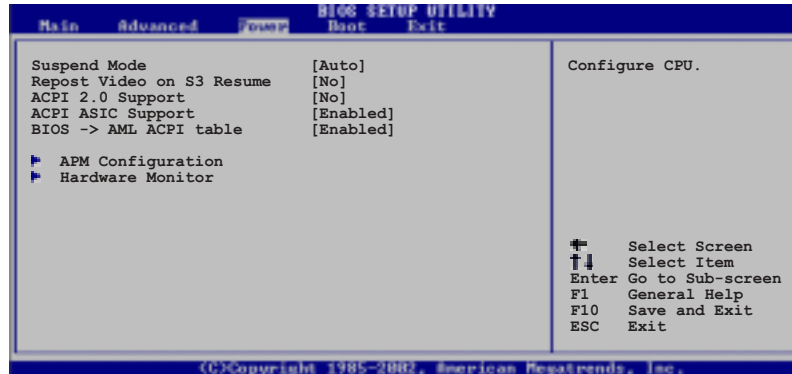 BIOS SETUP UTILITY
Main Advanced Power Boot Exit
Suspend Mode [Auto]
Repost Video on S3 Resume [No]
ACPI 2.0 Support [No]
ACPI ASIC Support [Enabled]
BIOS -> AML ACPI table [Enabled]
APM Configuration
Hardware Monitor
Configure CPU.
Select Screen
Select Item
Enter Go to Sub-screen
F1 General Help
F10 Save and Exit
ESC Exit
(C)Copyright 1985-2002, American Megatrends, Inc.